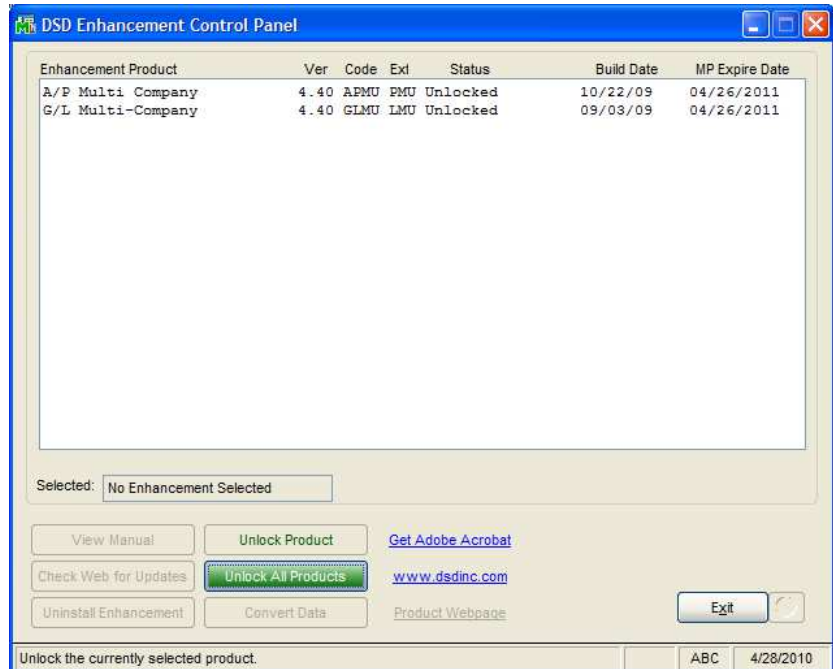 DSD Enhancement Control Panel
Enhancement Product Ver Code Ext Status Build Date MP Expire Date
A/P Multi Company 4.40 APMU PMU Unlocked 10/22/09 04/26/2011
G/L Multi-Company 4.40 GLMU LMU Unlocked 09/03/09 04/26/2011
Selected: No Enhancement Selected
View Manual Unlock Product Get Adobe Acrobat
Check Web for Updates Unlock All Products www.dsdinc.com
Uninstall Enhancement Convert Data Product Webpage Exit
Unlock the currently selected product. ABC 4/28/2010